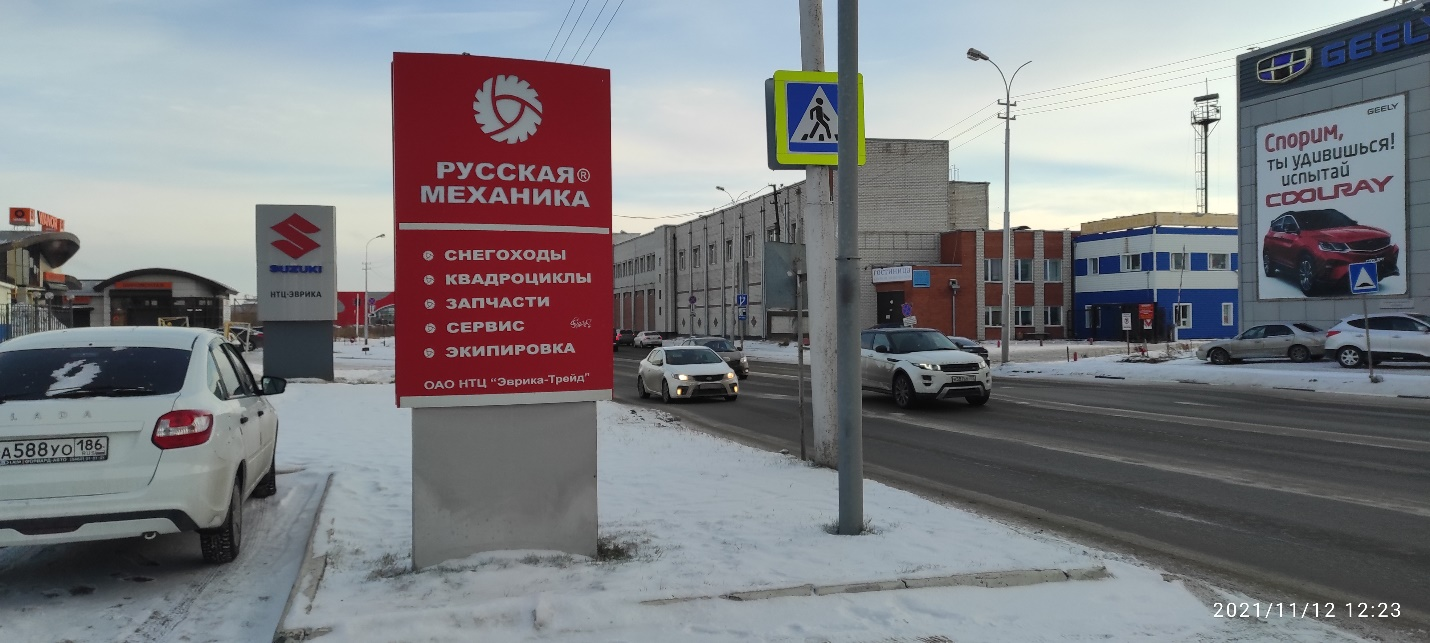 РУССКАЯ®
МЕХАНИКА
СНЕГОХОДЫ
КВАДРОЦИКЛЫ
ЗАПЧАСТИ
СЕРВИС
ЭКИПИРОВКА
ОАО НТЦ "Эврика-Трейд"
SUZUKI
НТЦ-ЭВРИКА
LADA
А588УО 186
ГОСТИНИЦА
GEELY
GEELY
Спорим,
ты удивишься!
испытай
COOLRAY
2021/11/12 12:23